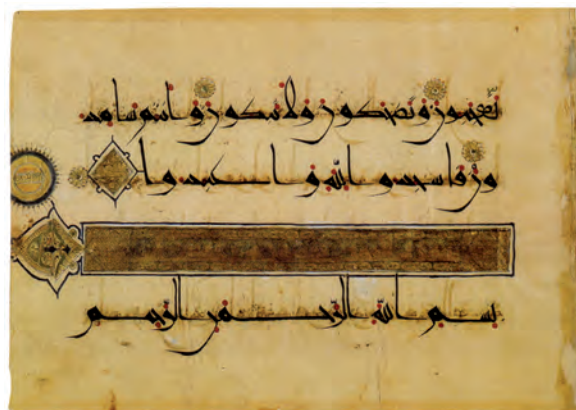 تعجبون وتضحكون ولا تبكون وانتم سامد
ون فاسجدوا لله واعبدوا
بسم الله الرحمن الرحيم